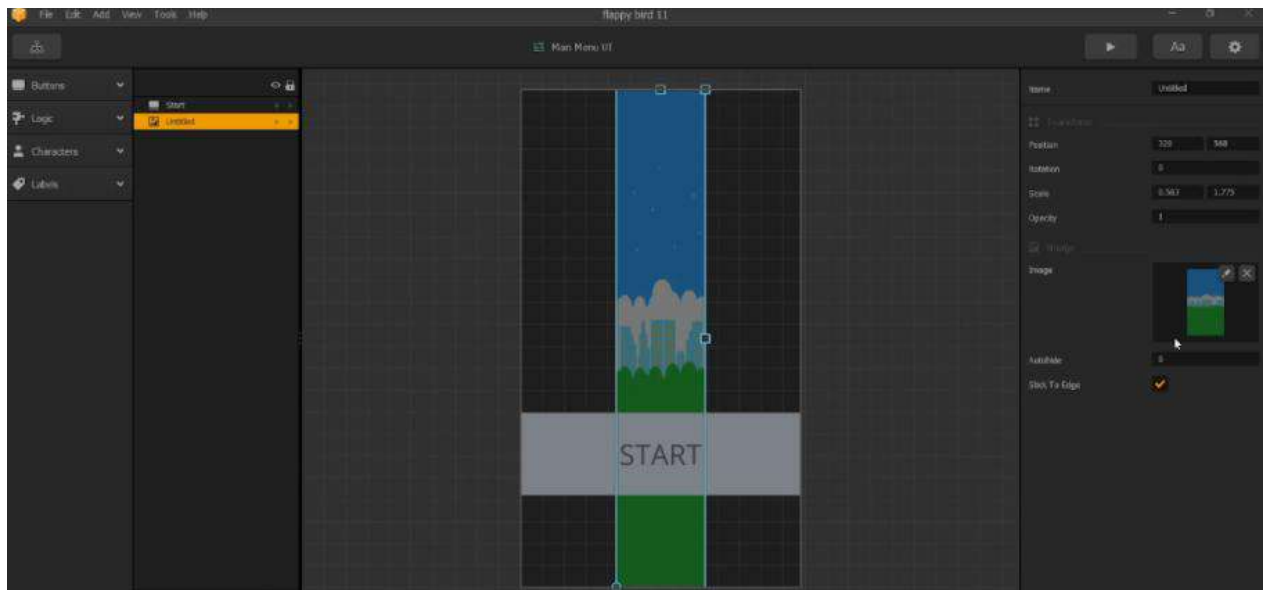 File Edit Add View Tools Help flappy bird 11
Main Menu UI Aa
Buttons
Logic
Characters
Labels
Start
Untitled
START
Name Untitled
Transform
Position 320 568
Rotation 0
Scale 0.563 1.775
Opacity 1
Image
Image
AutoHide 0
Stick To Edge